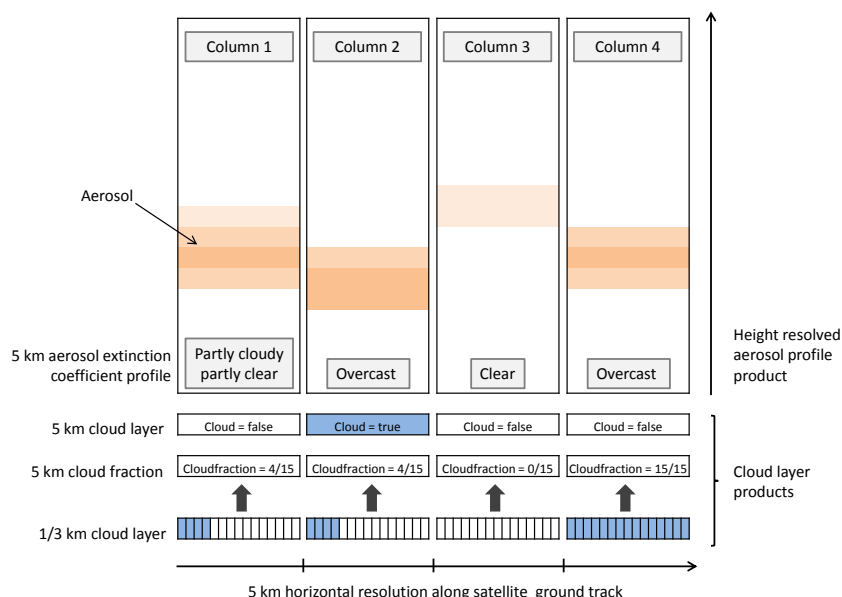 Column 1
Column 2
Column 3
Column 4
Aerosol
5 km aerosol extinction
coefficient profile
Partly cloudy
partly clear
Overcast
Clear
Overcast
Height resolved
aerosol profile
product
5 km cloud layer
Cloud = false
Cloud = true
Cloud = false
Cloud = false
5 km cloud fraction
Cloudfraction = 4/15
Cloudfraction = 4/15
Cloudfraction = 0/15
Cloudfraction = 15/15
Cloud layer
products
1/3 km cloud layer
5 km horizontal resolution along satellite ground track